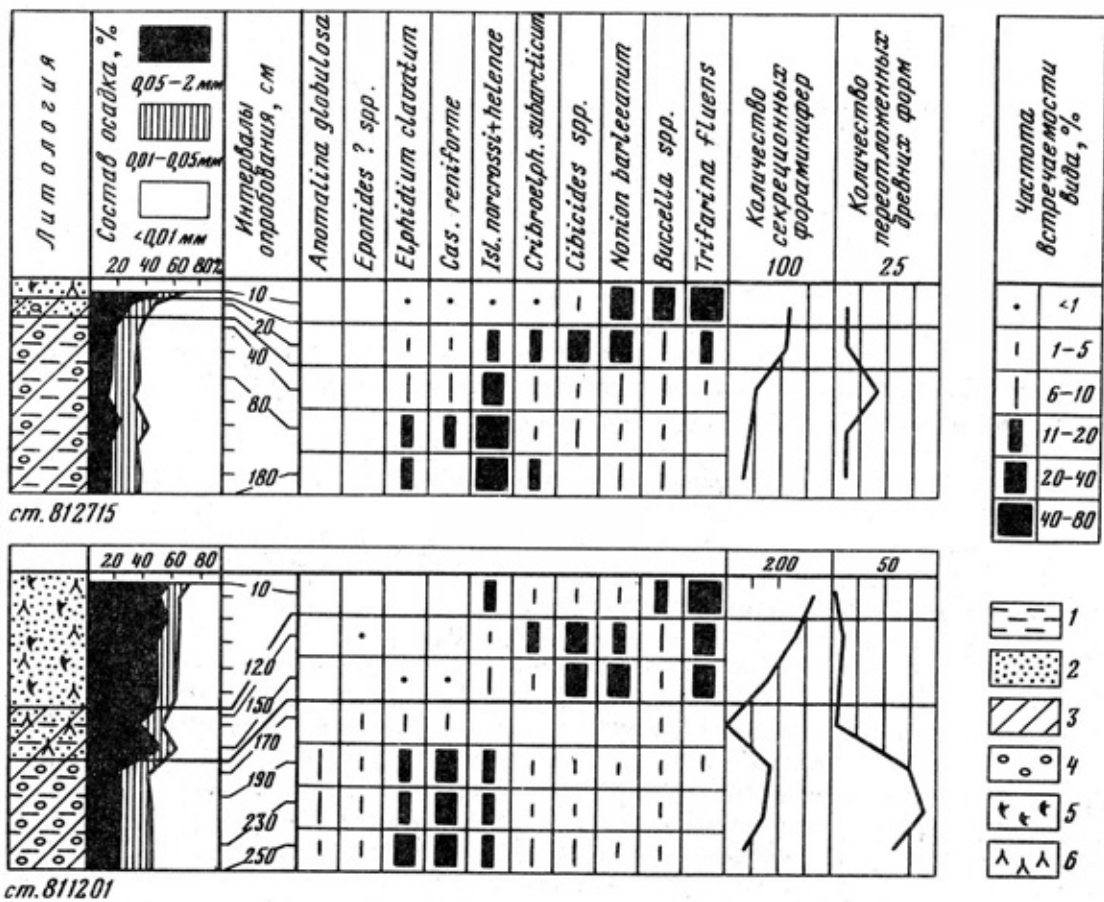 Литология
Состав осадка, %
0,05-2 мм
0,01-0,05 мм
<0,01 мм
20 40 60 80%
Интервалы
опробования, см
Anomalina globulosa
Eponides ? spp.
Elphidium clavatum
Cas. reniforme
Isl. norcrossi+helenae
Cribroelph. subarcticum
Cibicides spp.
Nonion barleeanum
Buccella spp.
Trifarina fluens
Количество
секреционных
фораминифер
100
Количество
переотложенных
древних форм
25
Частота
встречаемости
вида, %
10
20
40
80
180
<1
1-5
6-10
11-20
20-40
40-80
ст. 812715
20 40 60 80
200
50
10
120
150
170
190
230
250
1
2
3
4
5
6
ст. 811201